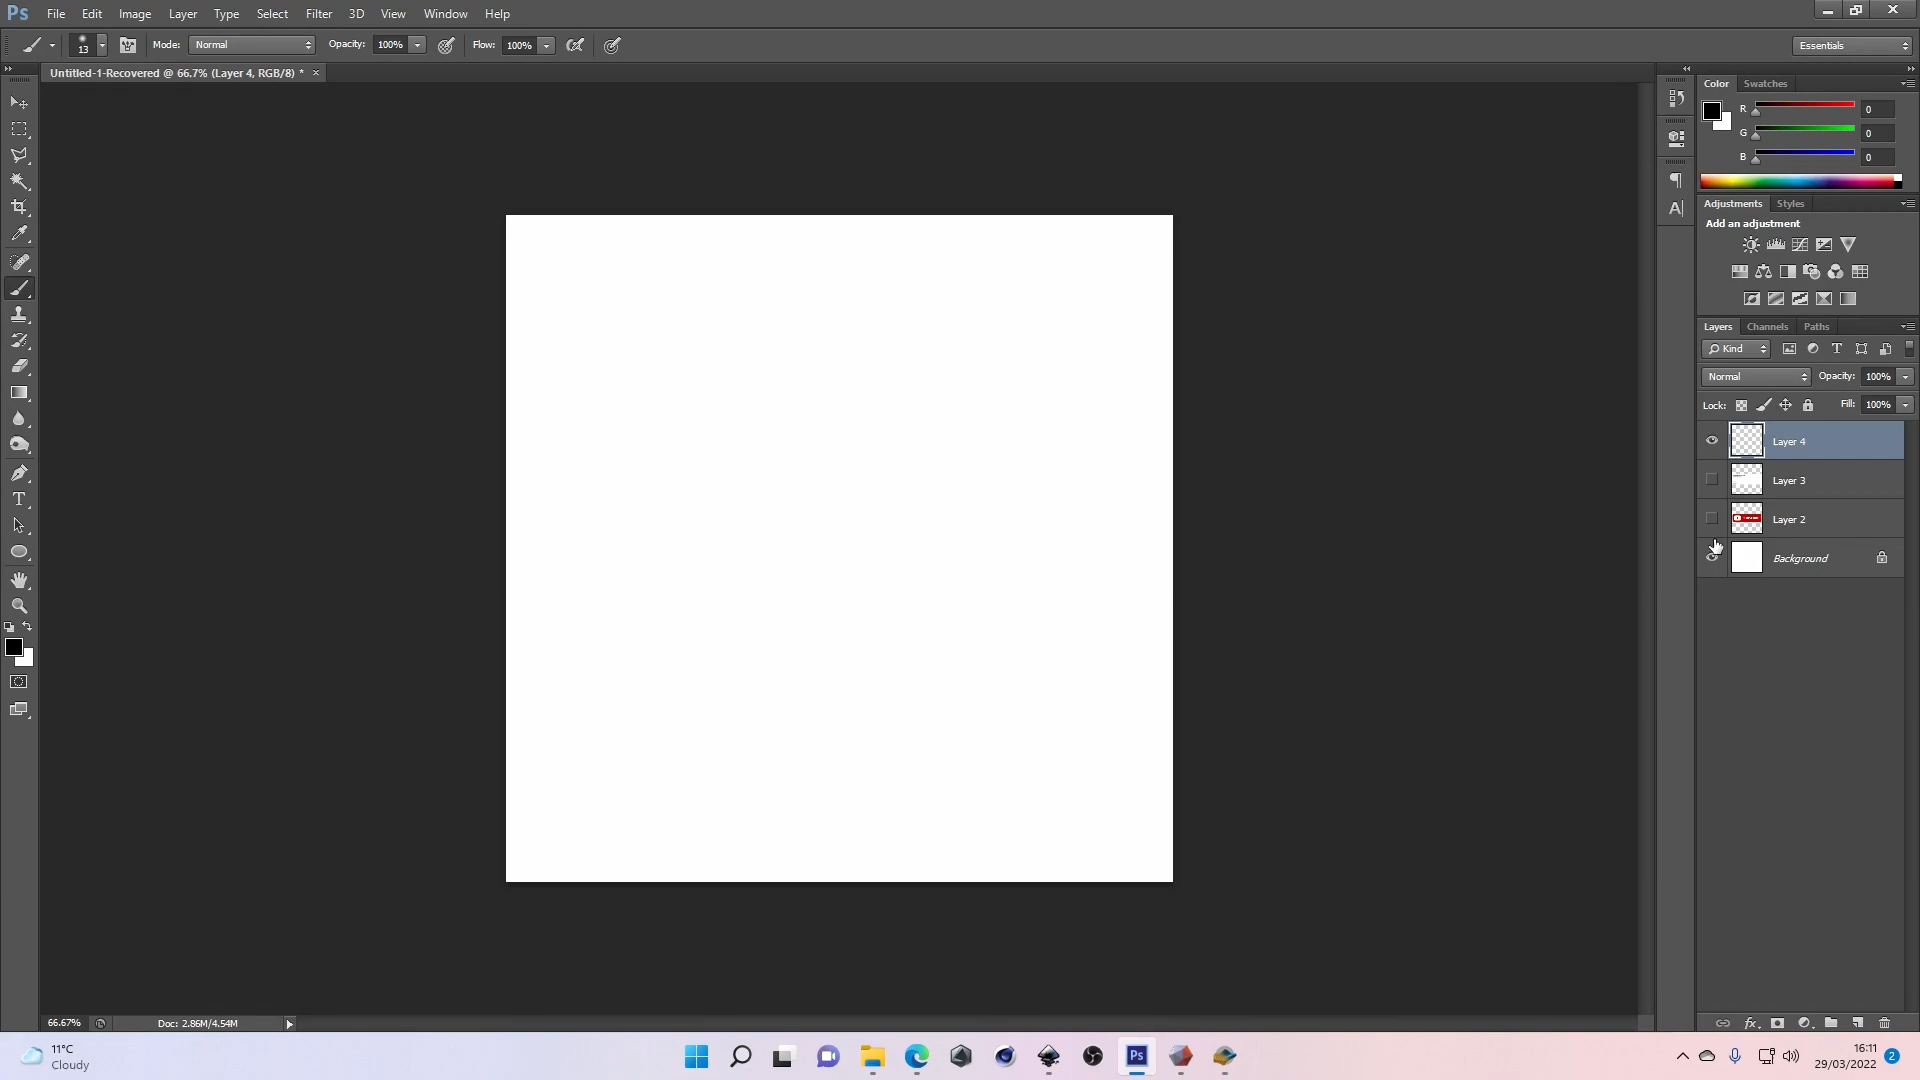 Ps File Edit Image Layer Type Select Filter 3D View Window Help
13 Mode: Normal Opacity: 100% Flow: 100% Essentials
Untitled-1-Recovered @ 66.7% (Layer 4, RGB/8) * ×
Color Swatches
R 0
G 0
B 0
Adjustments Styles
Add an adjustment
Layers Channels Paths
Kind
Normal Opacity: 100%
Lock: Fill: 100%
Layer 4
Layer 3
Layer 2
Background
66.67% Doc: 2.86M/4.54M
11°C
Cloudy
Ps
16:11
29/03/2022
2